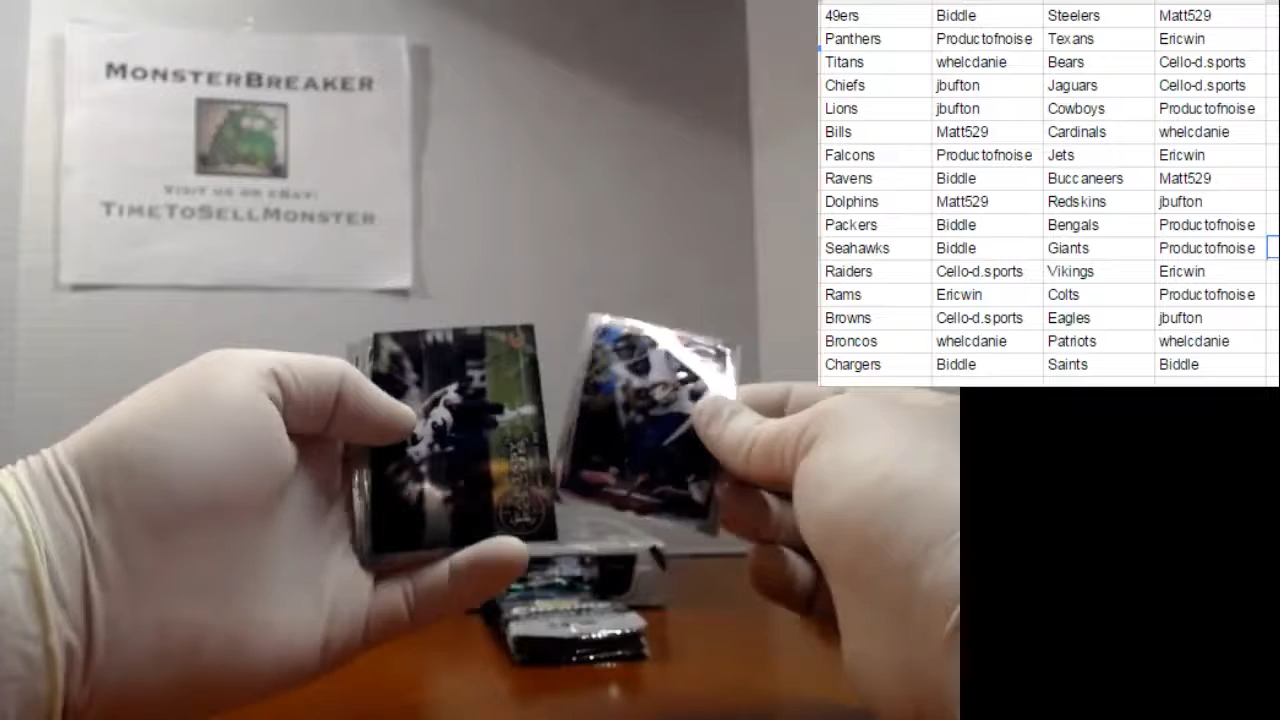 MONSTERBREAKER
VISIT US ON EBAY:
TIMETOSELLMONSTER
49ers Biddle Steelers Matt529
Panthers Productofnoise Texans Ericwin
Titans whelcdanie Bears Cello-d.sports
Chiefs jbufton Jaguars Cello-d.sports
Lions jbufton Cowboys Productofnoise
Bills Matt529 Cardinals whelcdanie
Falcons Productofnoise Jets Ericwin
Ravens Biddle Buccaneers Matt529
Dolphins Matt529 Redskins jbufton
Packers Biddle Bengals Productofnoise
Seahawks Biddle Giants Productofnoise
Raiders Cello-d.sports Vikings Ericwin
Rams Ericwin Colts Productofnoise
Browns Cello-d.sports Eagles jbufton
Broncos whelcdanie Patriots whelcdanie
Chargers Biddle Saints Biddle